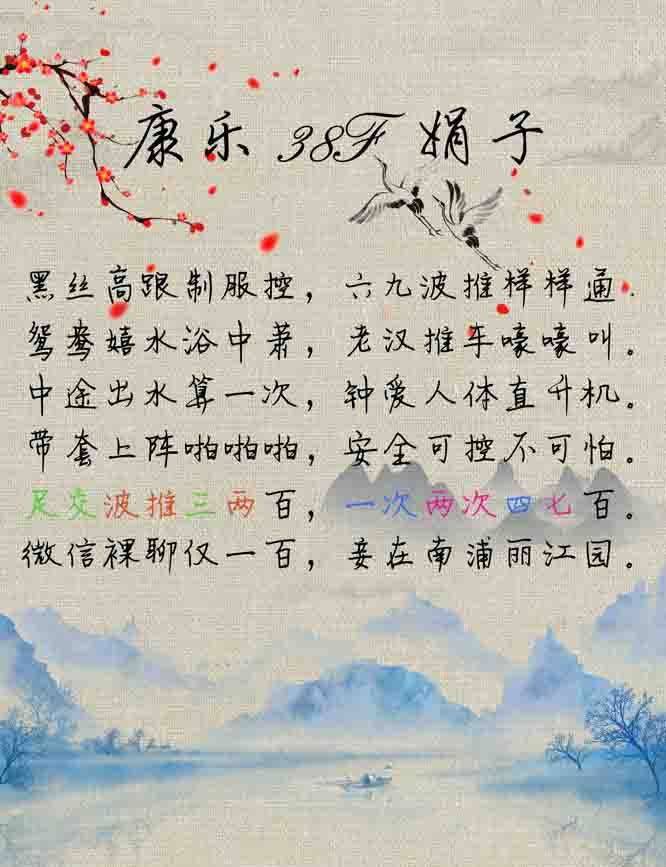 康乐 38F 娟子
黑丝高跟制服控，六九波推样样通.
鸳鸯嬉水浴中萧，老汉推车嚎嚎叫。
中途出水算一次，钟爱人体直升机。
带套上阵啪啪啪，安全可控不可怕。
足交波推三两百，一次两次四七百。
微信裸聊仅一百，妾在南浦丽江园。